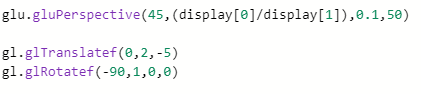 glu.gluPerspective(45,(display[0]/display[1]),0.1,50)
gl.glTranslatef(0,2,-5)
gl.glRotatef(-90,1,0,0)